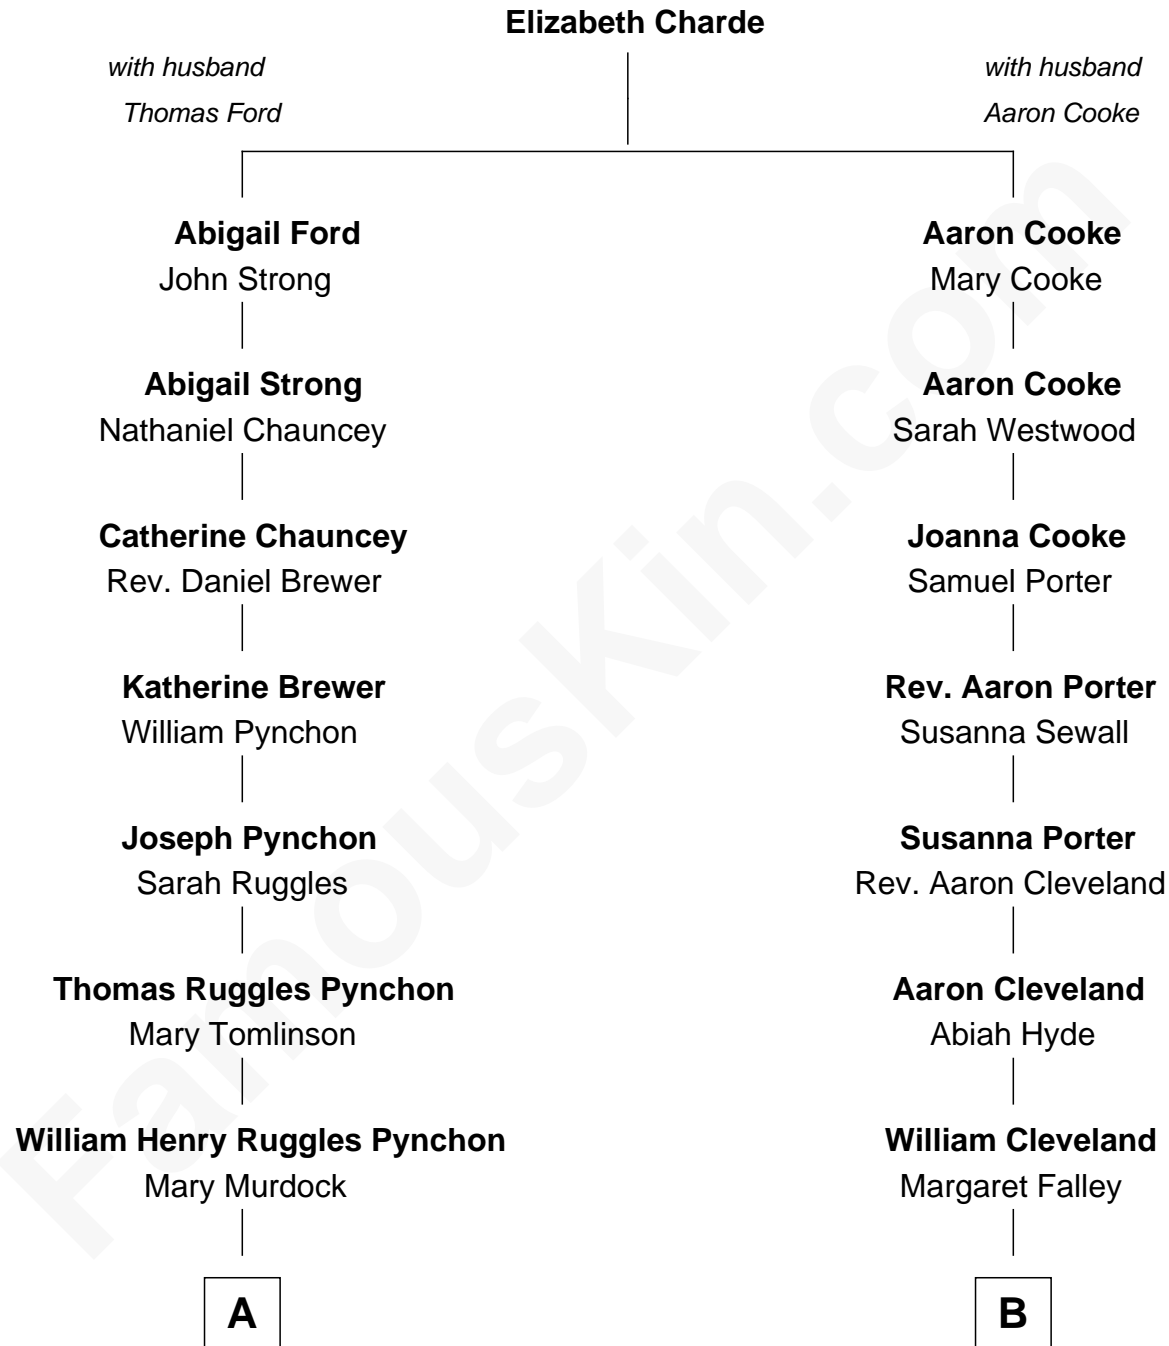 Elizabeth Charde
with husband
Thomas Ford
with husband
Aaron Cooke
Abigail Ford
John Strong
Aaron Cooke
Mary Cooke
Abigail Strong
Nathaniel Chauncey
Aaron Cooke
Sarah Westwood
Catherine Chauncey
Rev. Daniel Brewer
Joanna Cooke
Samuel Porter
Katherine Brewer
William Pynchon
Rev. Aaron Porter
Susanna Sewall
Joseph Pynchon
Sarah Ruggles
Susanna Porter
Rev. Aaron Cleveland
Thomas Ruggles Pynchon
Mary Tomlinson
Aaron Cleveland
Abiah Hyde
William Henry Ruggles Pynchon
Mary Murdock
William Cleveland
Margaret Falley
A
B
FamousKin.com